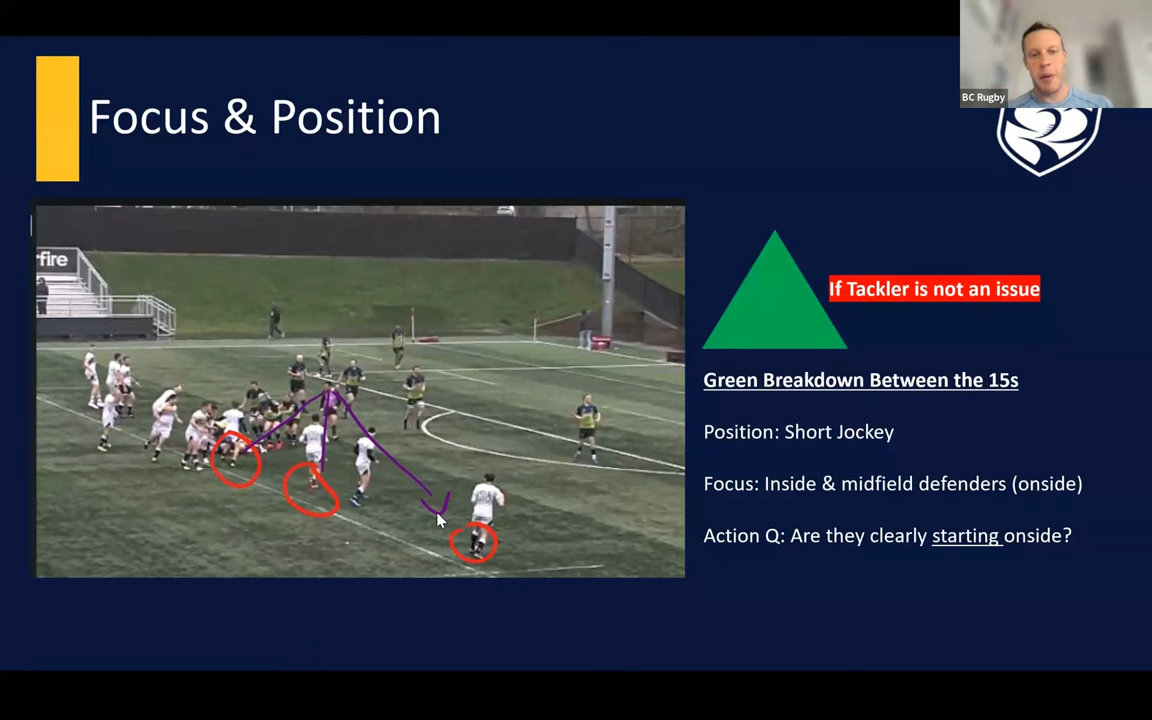 BC Rugby
Focus & Position
rfire
If Tackler is not an issue
Green Breakdown Between the 15s
Position: Short Jockey
Focus: Inside & midfield defenders (onside)
Action Q: Are they clearly starting onside?